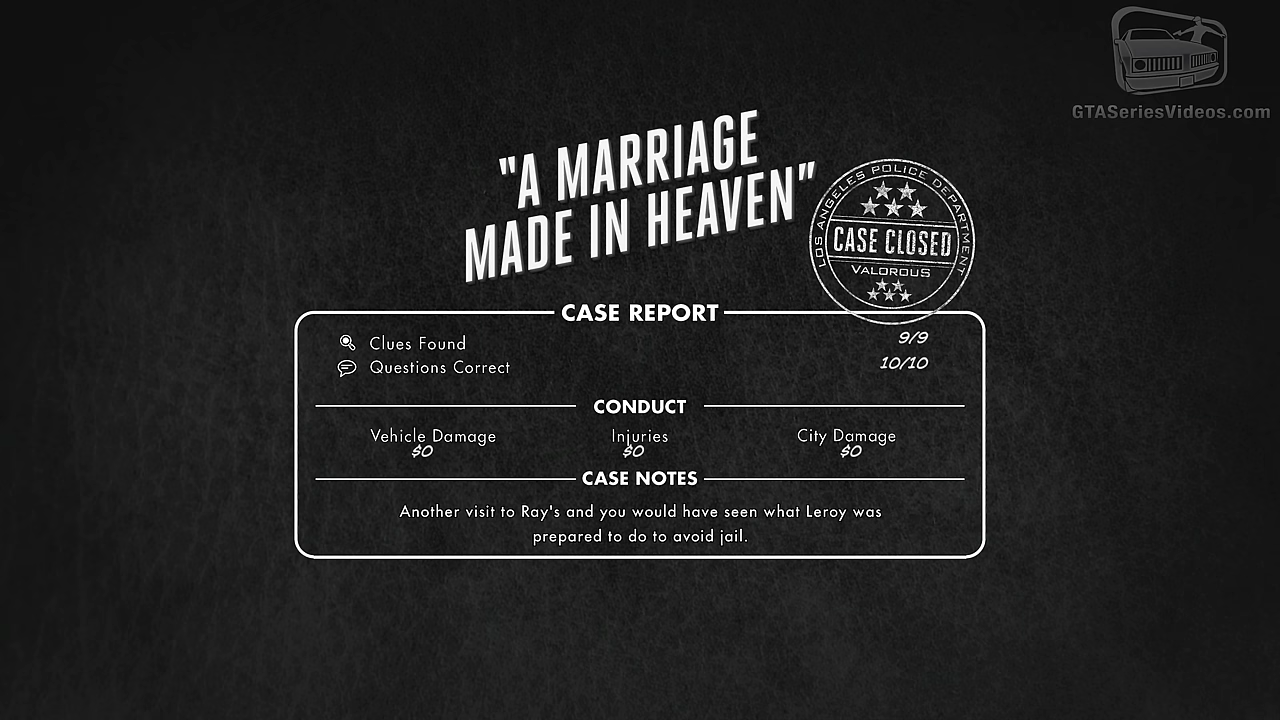 GTASeriesVideos.com
"A MARRIAGE
MADE IN HEAVEN"
LOS ANGELES POLICE DEPARTMENT
CASE CLOSED
VALOROUS
CASE REPORT
Clues Found 9/9
Questions Correct 10/10
CONDUCT
Vehicle Damage Injuries City Damage
$0 $0 $0
CASE NOTES
Another visit to Ray's and you would have seen what Leroy was
prepared to do to avoid jail.